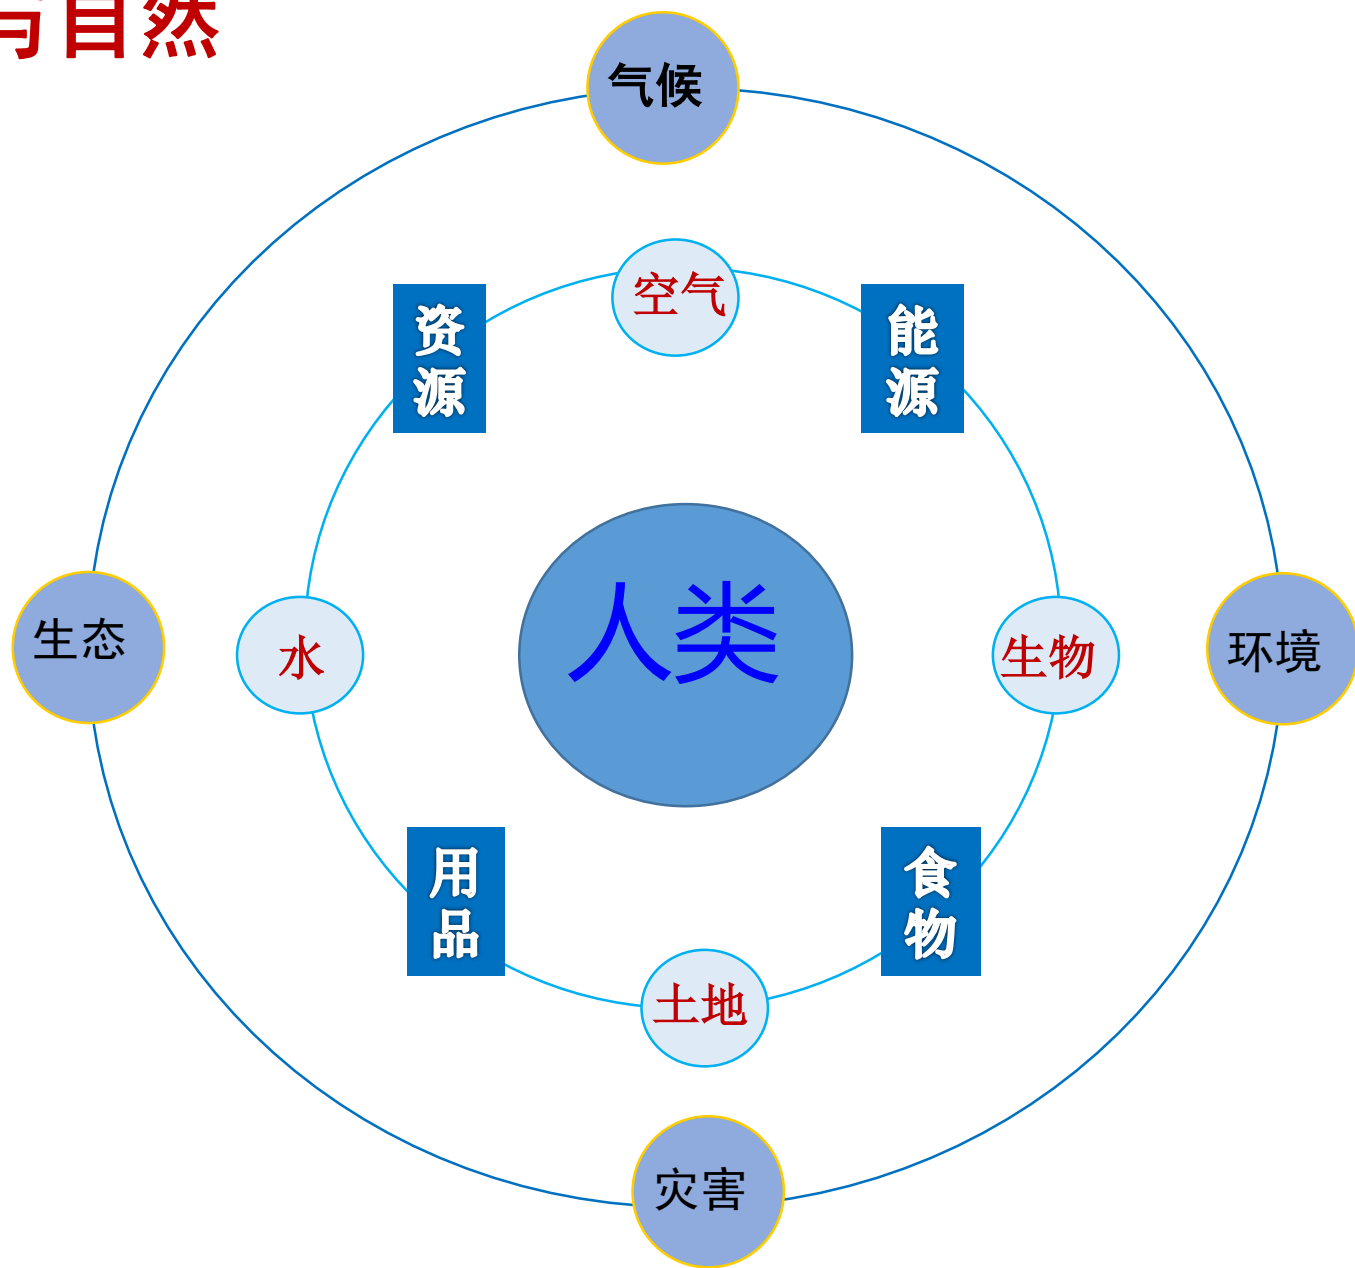 与自然
气候
空气
资源
能源
人类
生态
水
生物
环境
用品
食物
土地
灾害